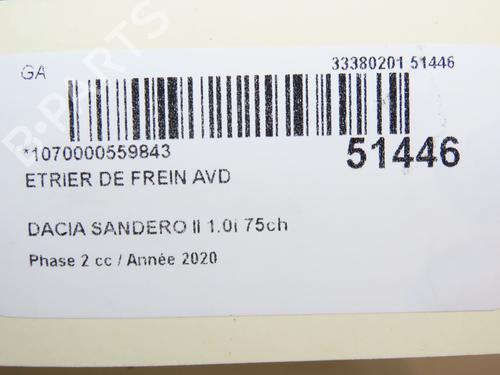 GA
33380201 51446
*1070000559843
51446
ETRIER DE FREIN AVD
DACIA SANDERO II 1.0i 75ch
Phase 2 cc / Année 2020
B-PARTS